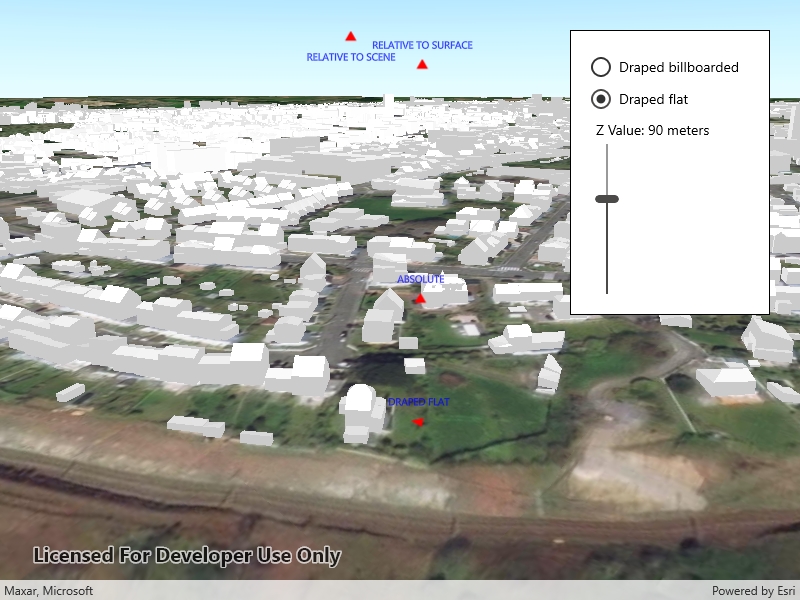 RELATIVE TO SURFACE
RELATIVE TO SCENE
Draped billboarded
Draped flat
Z Value: 90 meters
ABSOLUTE
DRAPED FLAT
Licensed For Developer Use Only
Maxar, Microsoft
Powered by Esri